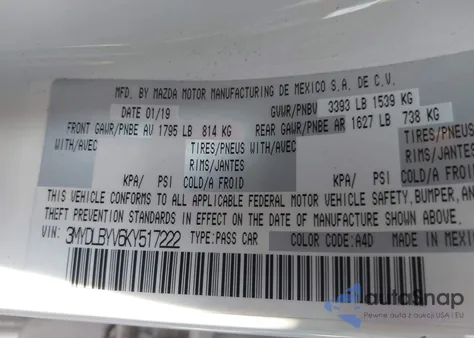 MFD. BY MAZDA MOTOR MANUFACTURING DE MEXICO S.A. DE C.V.
DATE 01/19 GVWR/PNBV 3393 LB 1539 KG
FRONT GAWR/PNBE AV 1795 LB 814 KG REAR GAWR/PNBE AR 1627 LB 738 KG
WITH/AVEC TIRES/PNEUS WITH/AVEC TIRES/PNEUS
RIMS/JANTES RIMS/JANTES
KPA/ PSI COLD/A FROID KPA/ PSI COLD/A FROID
THIS VEHICLE CONFORMS TO ALL APPLICABLE FEDERAL MOTOR VEHICLE SAFETY, BUMPER, AN
THEFT PREVENTION STANDARDS IN EFFECT ON THE DATE OF MANUFACTURE SHOWN ABOVE.
VIN: 3MYDLBYV6KY517222 TYPE: PASS CAR COLOR CODE: A4D MADE IN MEXI
autoSnap
Pewne auta z aukcji USA i EU